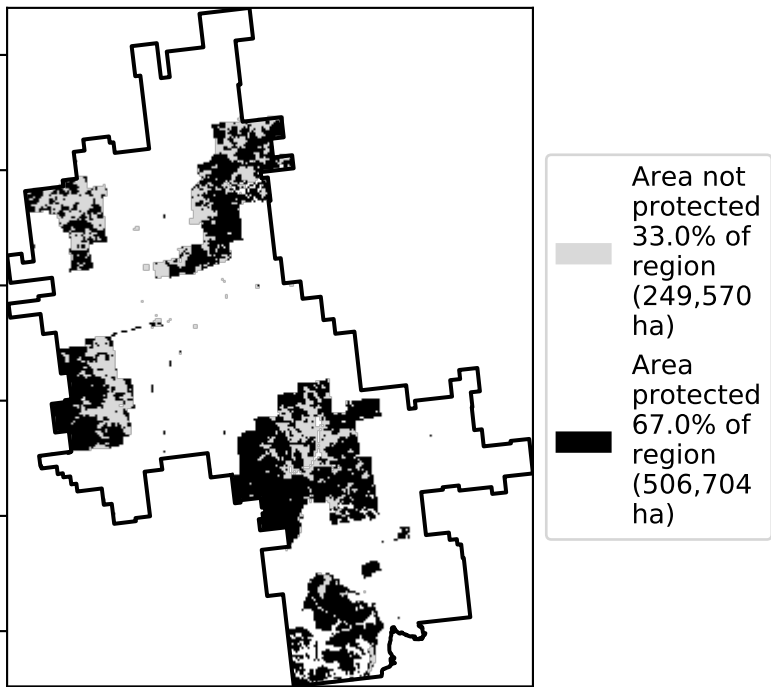 Area not
protected
33.0% of
region
(249,570
ha)
Area
protected
67.0% of
region
(506,704
ha)